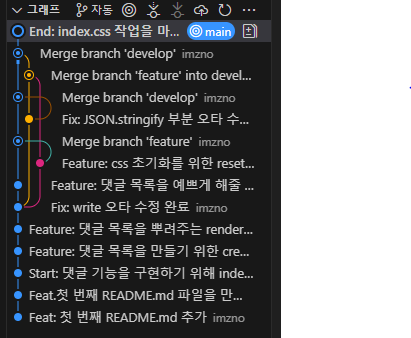 그래프 자동
End: index.css 작업을 마... main
Merge branch 'develop' imzno
Merge branch 'feature' into devel...
Merge branch 'develop' imzno
Fix: JSON.stringify 부분 오타 수...
Merge branch 'feature' imzno
Feature: css 초기화를 위한 reset...
Feature: 댓글 목록을 예쁘게 해줄 ...
Fix: write 오타 수정 완료 imzno
Feature: 댓글 목록을 뿌려주는 render...
Feature: 댓글 목록을 만들기 위한 cre...
Start: 댓글 기능을 구현하기 위해 inde...
Feat.첫 번째 README.md 파일을 만...
Feat: 첫 번째 README.md 추가 imzno